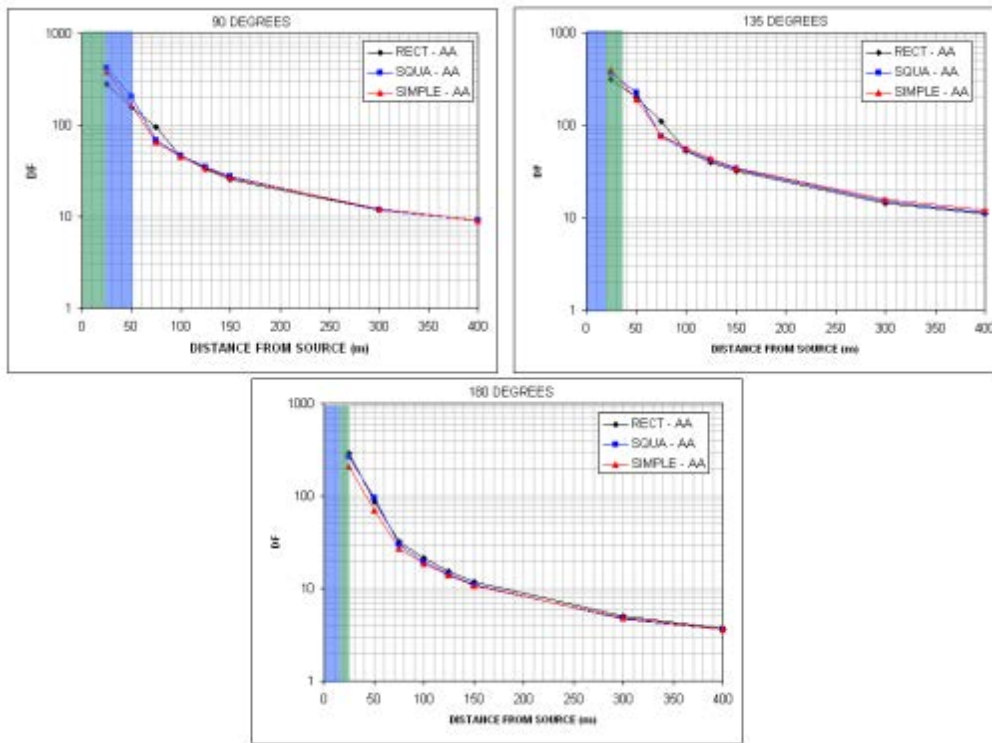 90 DEGREES
1000
100
10
1
DF
RECT - AA
SQUA - AA
SIMPLE - AA
0 50 100 150 200 250 300 350 400
DISTANCE FROM SOURCE (m)
135 DEGREES
1000
100
10
1
DF
RECT - AA
SQUA - AA
SIMPLE - AA
0 50 100 150 200 250 300 350 400
DISTANCE FROM SOURCE (m)
180 DEGREES
1000
100
10
1
DF
RECT - AA
SQUA - AA
SIMPLE - AA
0 50 100 150 200 250 300 350 400
DISTANCE FROM SOURCE (m)